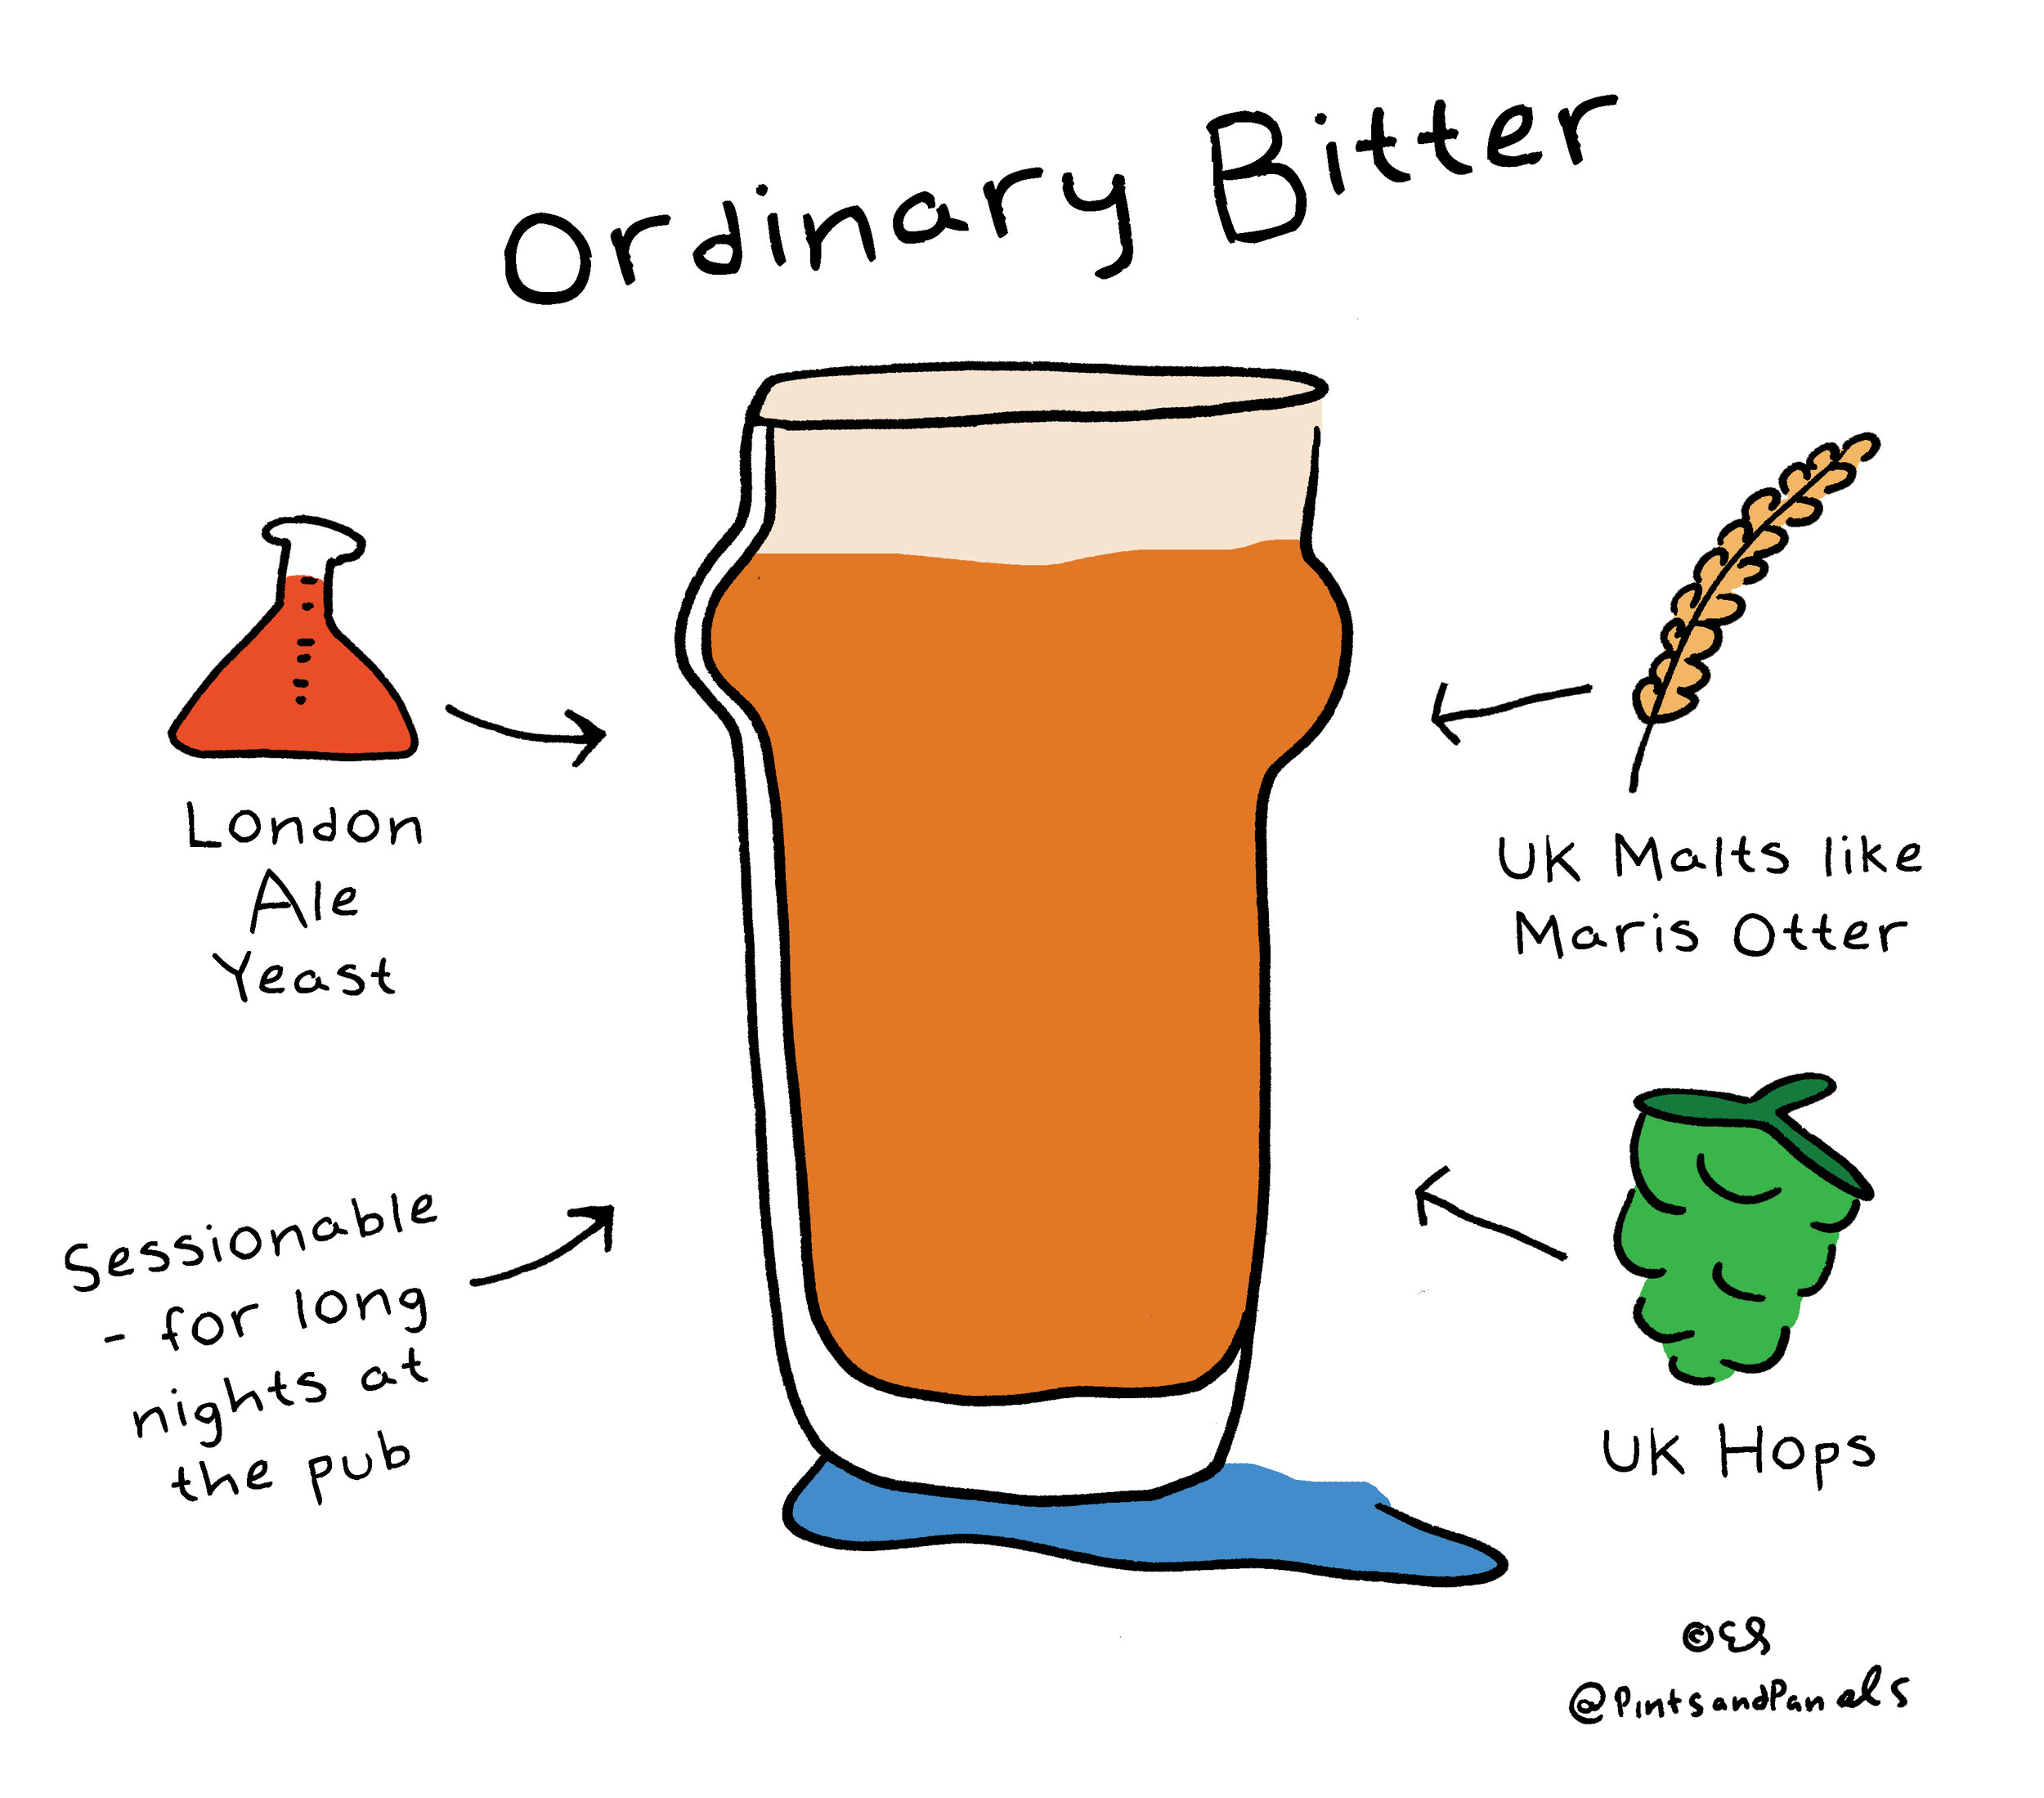 Ordinary Bitter
London
Ale
Yeast
UK Malts like
Maris Otter
Sessionable
- for long
nights at
the pub
UK Hops
©ES
@PintsandPanels